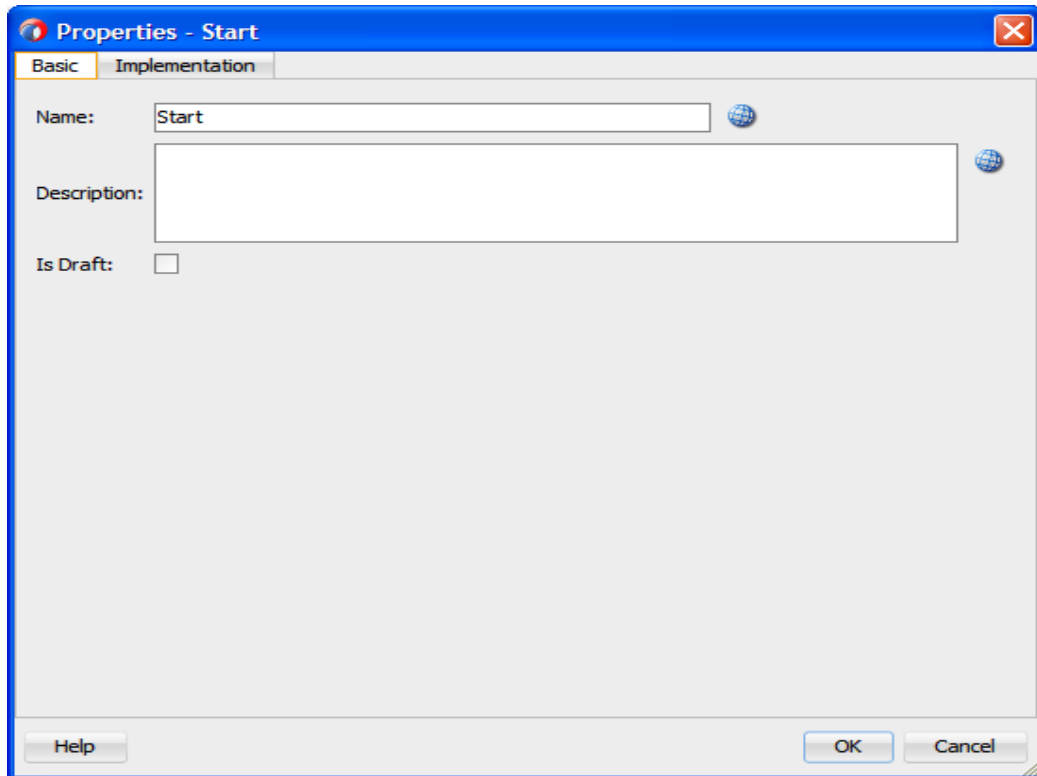 Properties - Start
Basic Implementation
Name: Start
Description:
Is Draft:
Help OK Cancel